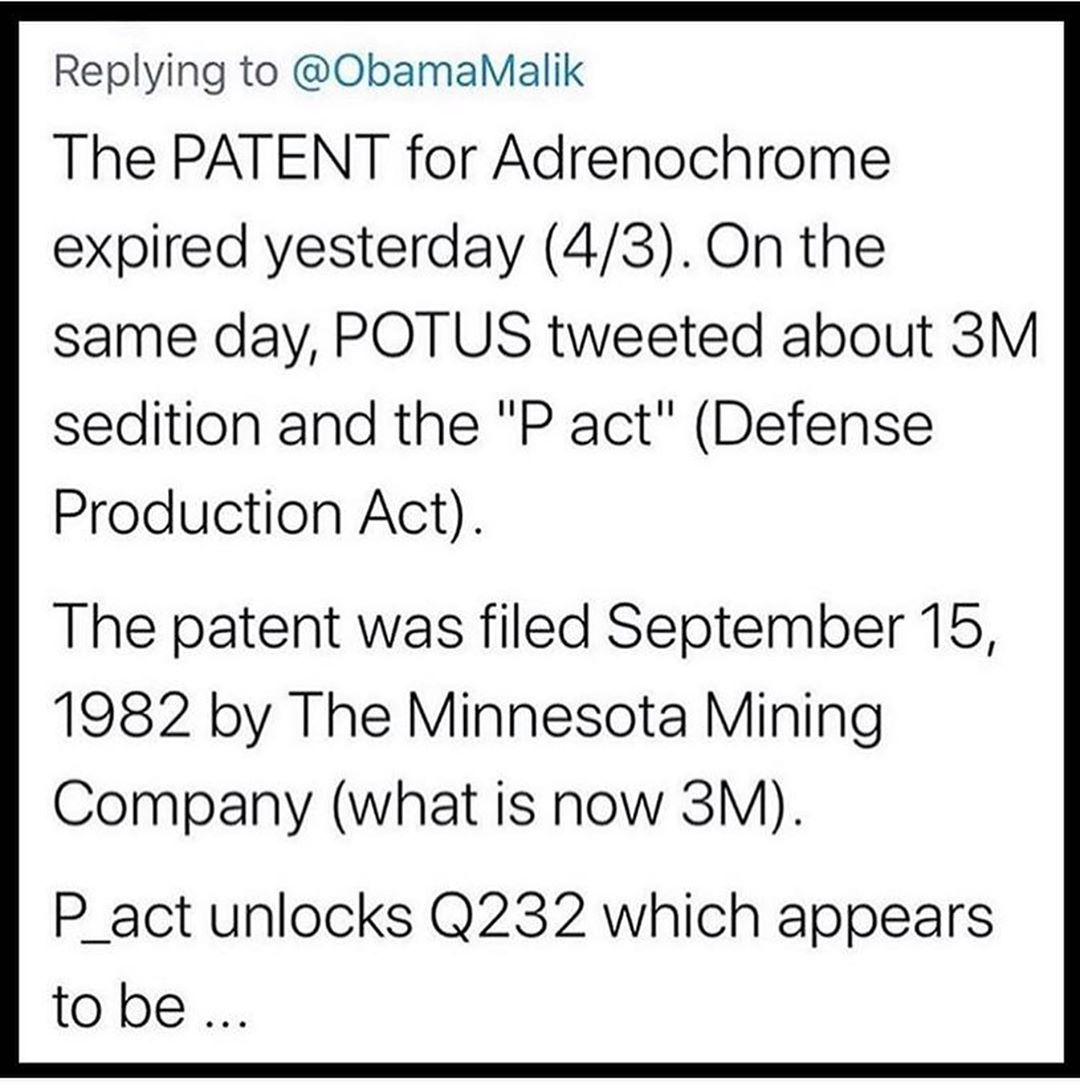 Replying to @ObamaMalik
The PATENT for Adrenochrome
expired yesterday (4/3). On the
same day, POTUS tweeted about 3M
sedition and the "P act" (Defense
Production Act).
The patent was filed September 15,
1982 by The Minnesota Mining
Company (what is now 3M).
P_act unlocks Q232 which appears
to be ...